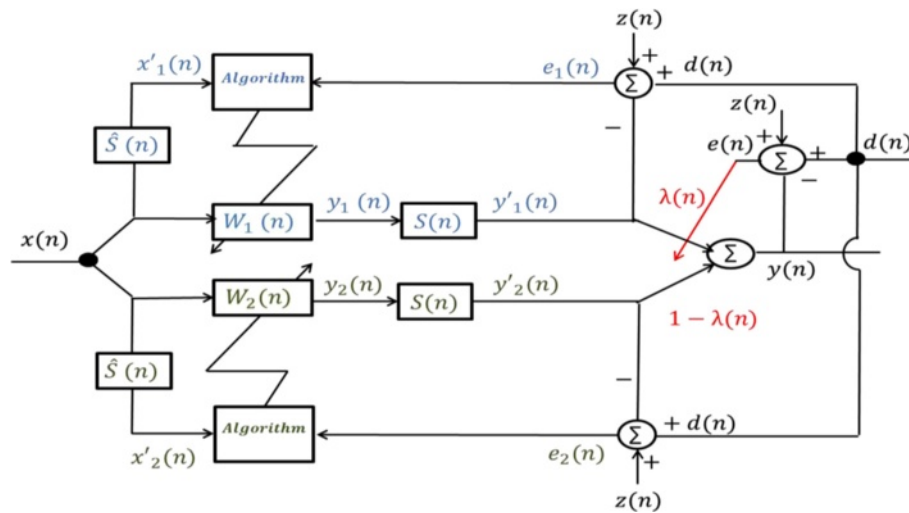 z(n)
x'₁(n) Algorithm e₁(n) Σ + + d(n)
z(n)
Ŝ (n) − e(n) + Σ + d(n)
−
W₁ (n) y₁ (n) S(n) y'₁(n) λ(n)
x(n) Σ y(n)
W₂(n) y₂(n) S(n) y'₂(n)
1 − λ(n)
Ŝ (n)
−
Algorithm Σ + d(n)
x'₂(n) e₂(n) +
z(n)